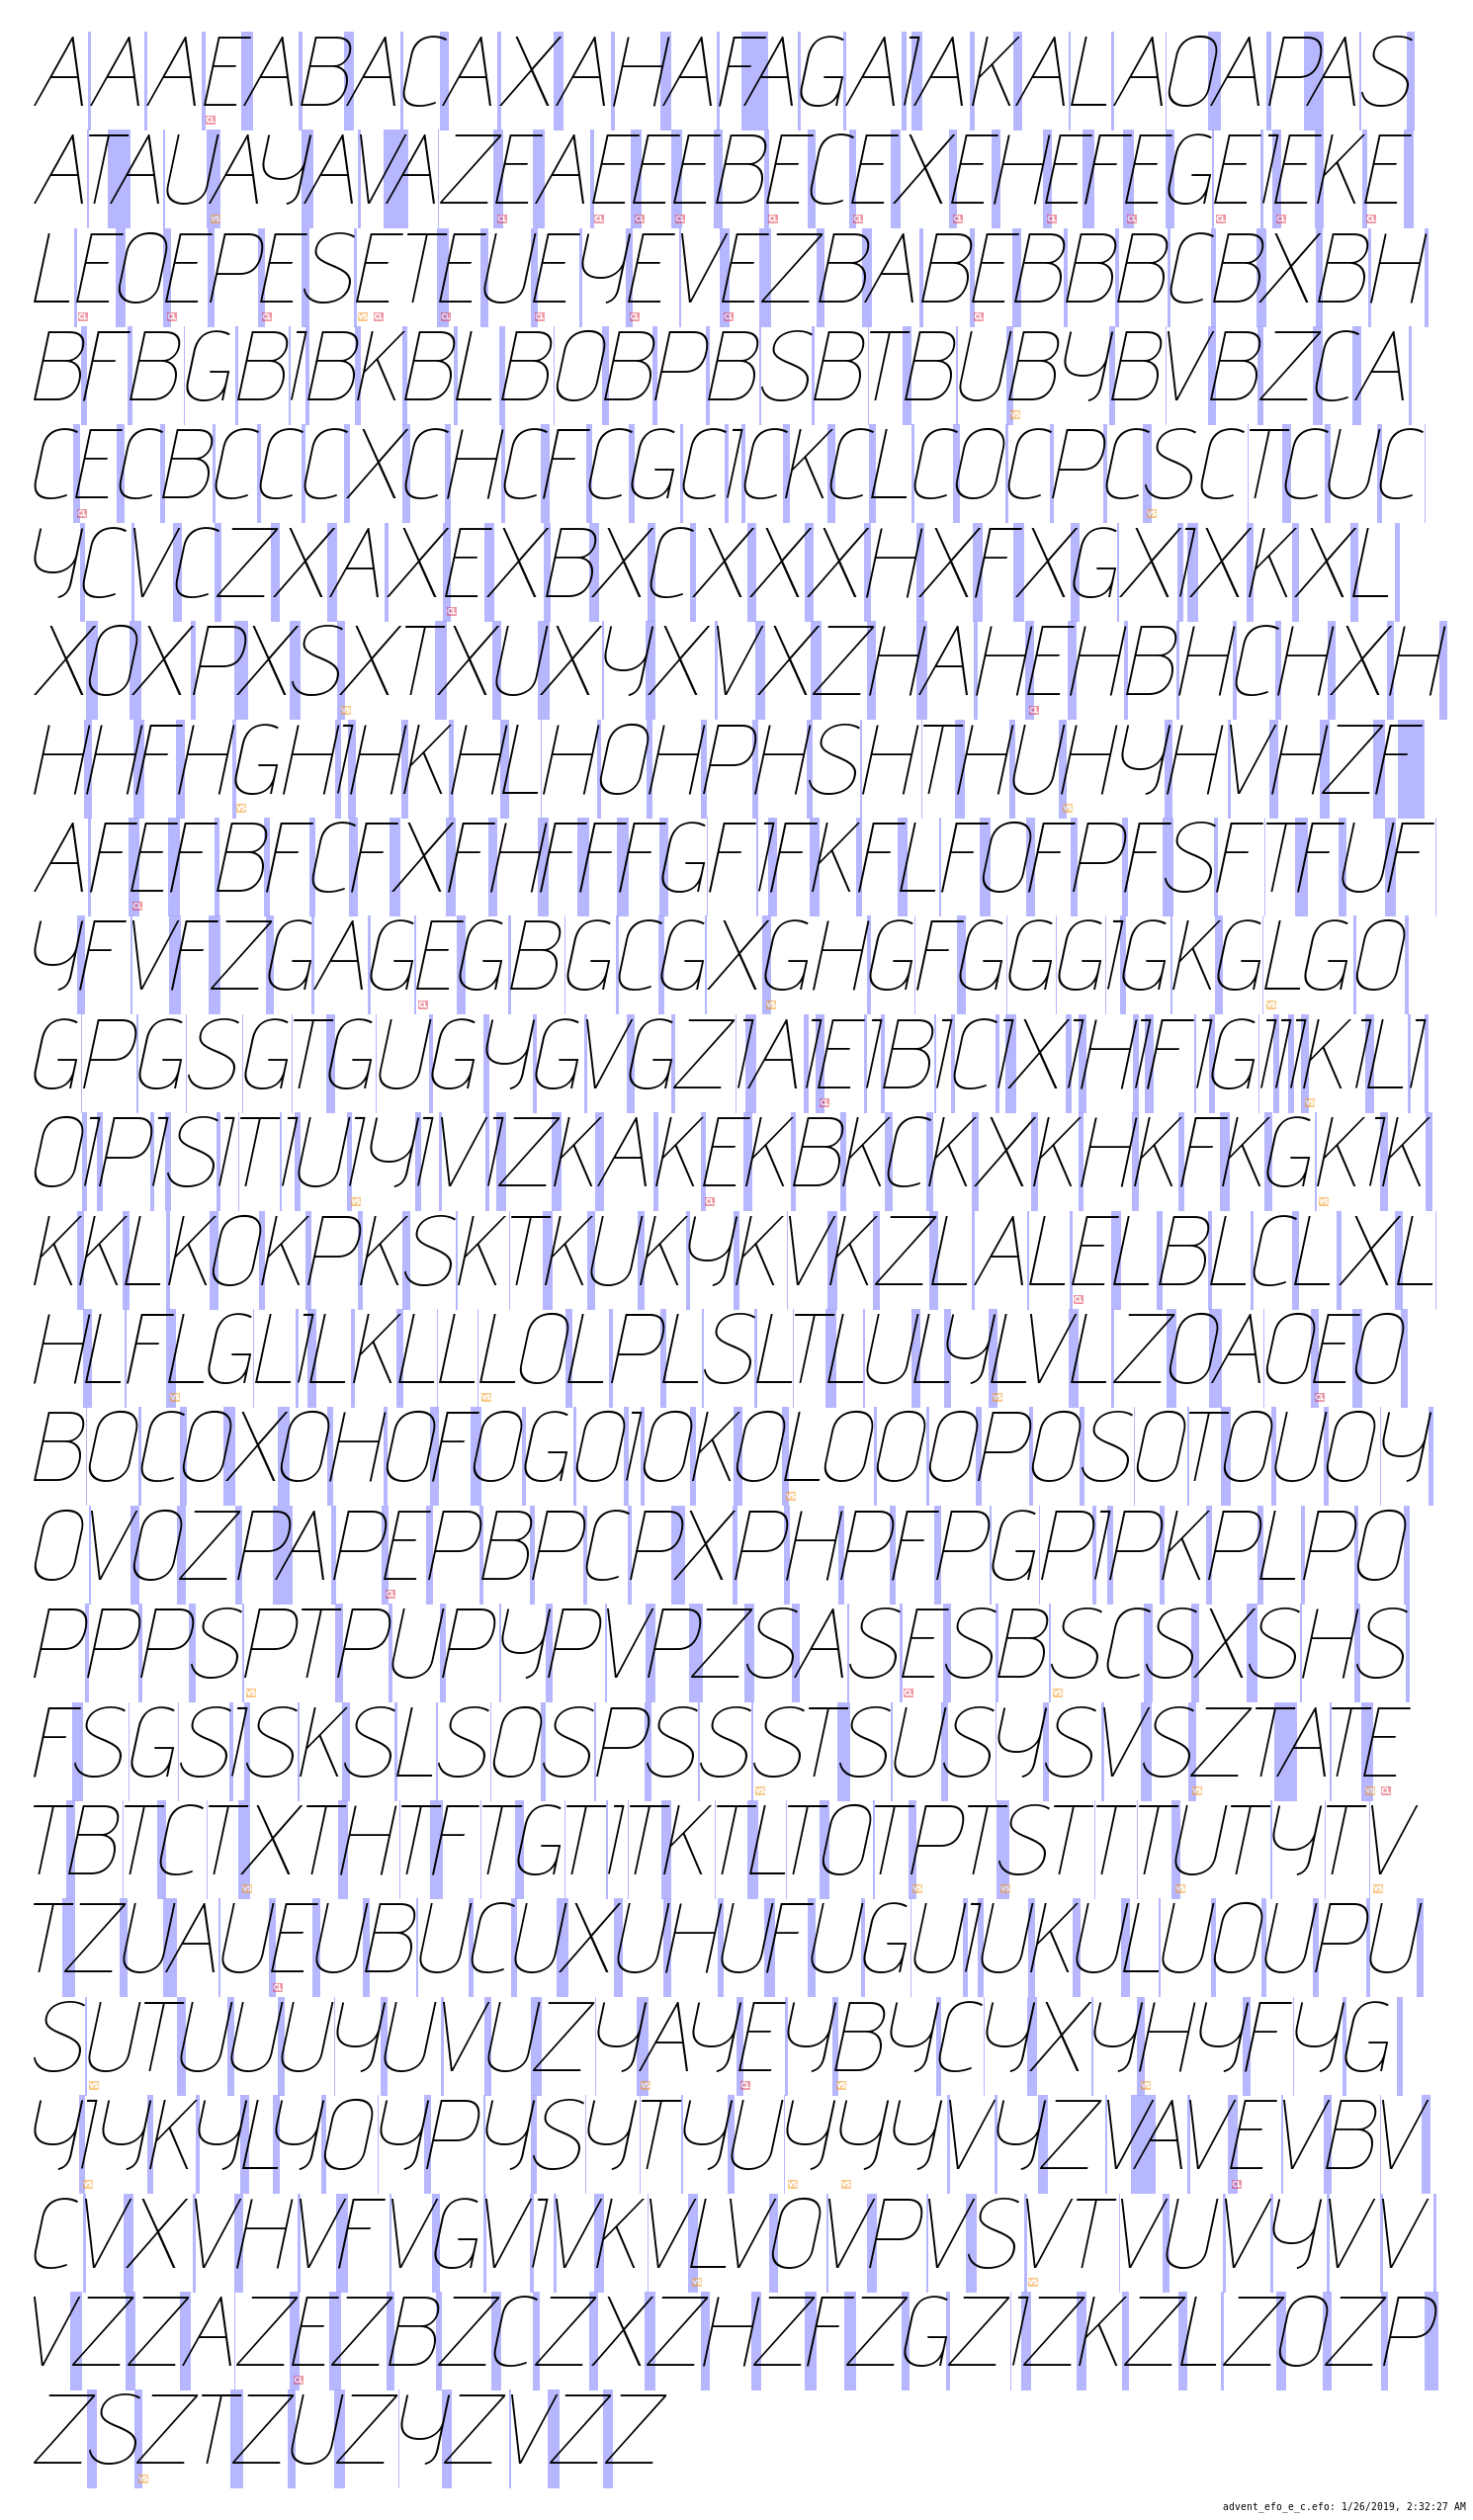 AAAEABACAXAHAFAGAIAKALAOAPAS
ATAUAYAVAZEAEEEBECEXEHEFEGEIEKE
LEOEPESETEUEYEVEZBABEBBBCBXBH
BFBGBIBKBLBOBPBSBTBUBYBVBZCA
CECBCCCXCHCFCGCICKCLCOCPCSCTCUC
YCVCZXAXEXBXCXXXHXFXGXIXKXL
XOXPXSXTXUXYXVXZHAHEHBHCHXH
HHFHGHIHKHLHOHPHSHTHUHYHVHZF
AFEFBFCFXFHFFFGFIFKFLFOFPFSFTFUF
YFVFZGAGEGBGCGXGHGFGGGIGKGLGO
GPGSGTGUGYGVGZIAIEIBICIXIHIFIGIIIKILI
OIPISITIUIYIVIZKAKEKBKCKXKHKFKGKIK
KKLKOKPKSKTKUKYKVKZLALELBLCLXL
HLFLGLILKLLLOLPLSLTLULYLVLZOAOEO
BOCOXOHOFOGOIOKOLOOOPOSOTOUOY
OVOZPAPEPBPCPXPHPFPGPIPKPLPO
PPPSPTPUPYPVPZSASESBSCSXSHS
FSGSISKSLSOSPSSSTSUSYSVSZTATE
TBTCTXTHTFTGTITKTLTOTPTSTTTUTYTV
TZUAUEUBUCUXUHUFUGUIUKULUOUPU
SUTUUUYUVUZYAYEYBYCYXYHYFYG
YIYKYLYOYPYSYTYUYYYVYZVAVEVBV
CVXVHVFVGVIVKVLVOVPVSVTVUVYVV
VZZAZEZBZCZXZHZFZGZIZKZLZOZP
ZSZTZUZYZVZZ
advent_efo_e_c.efo: 1/26/2019, 2:32:27 AM